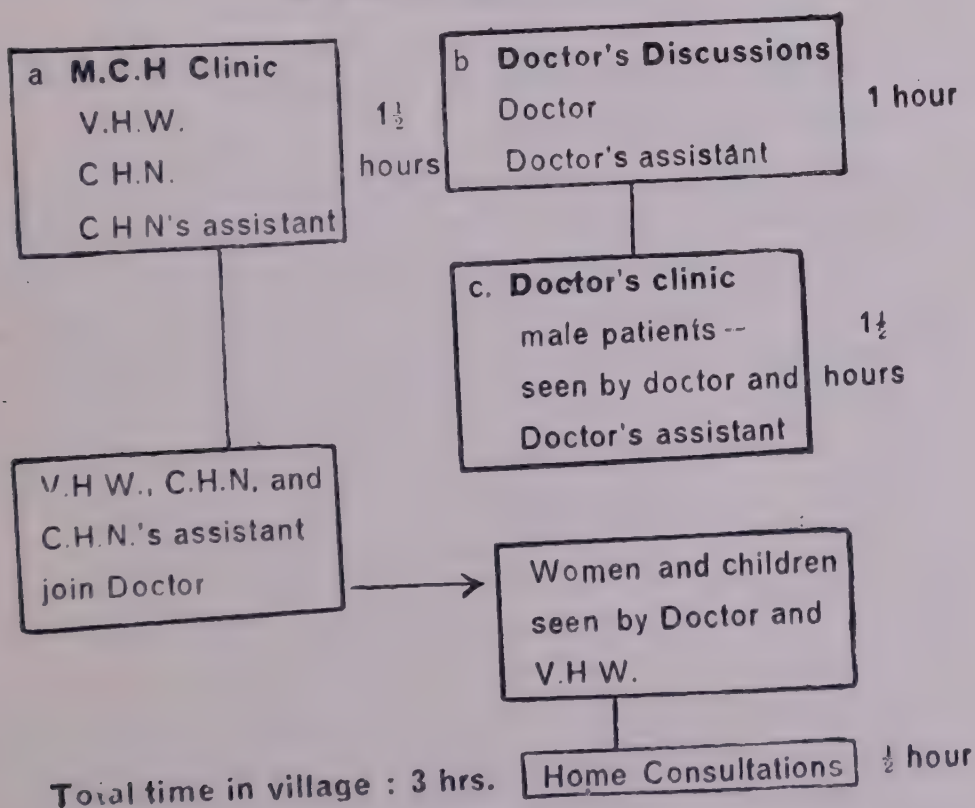 a M.C.H Clinic
V.H.W.
C H.N.
C H N's assistant
1½
hours
b Doctor's Discussions
Doctor
Doctor's assistant
1 hour
c. Doctor's clinic
male patients --
seen by doctor and
Doctor's assistant
1½
hours
V.H W., C.H.N. and
C.H.N.'s assistant
join Doctor
Women and children
seen by Doctor and
V.H W.
Home Consultations
½ hour
Total time in village : 3 hrs.